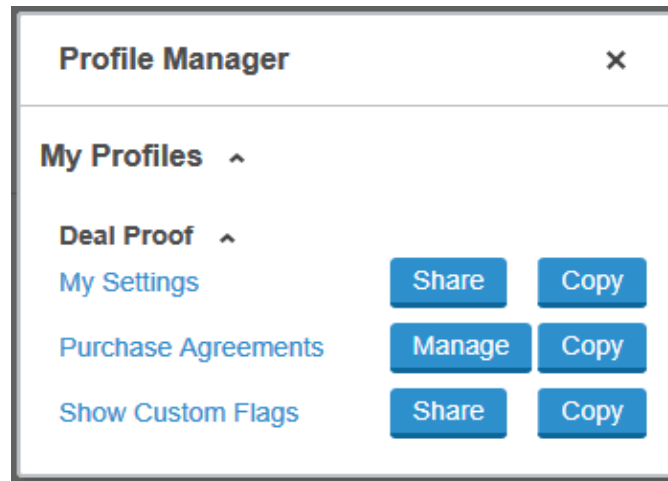 Profile Manager ×
My Profiles
Deal Proof
My Settings Share Copy
Purchase Agreements Manage Copy
Show Custom Flags Share Copy